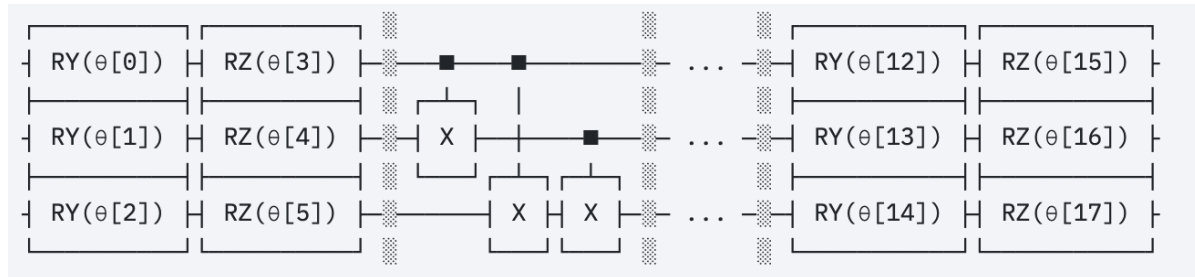 RY(θ[0]) RZ(θ[3]) ... RY(θ[12]) RZ(θ[15])
RY(θ[1]) RZ(θ[4]) X ... RY(θ[13]) RZ(θ[16])
RY(θ[2]) RZ(θ[5]) X X ... RY(θ[14]) RZ(θ[17])